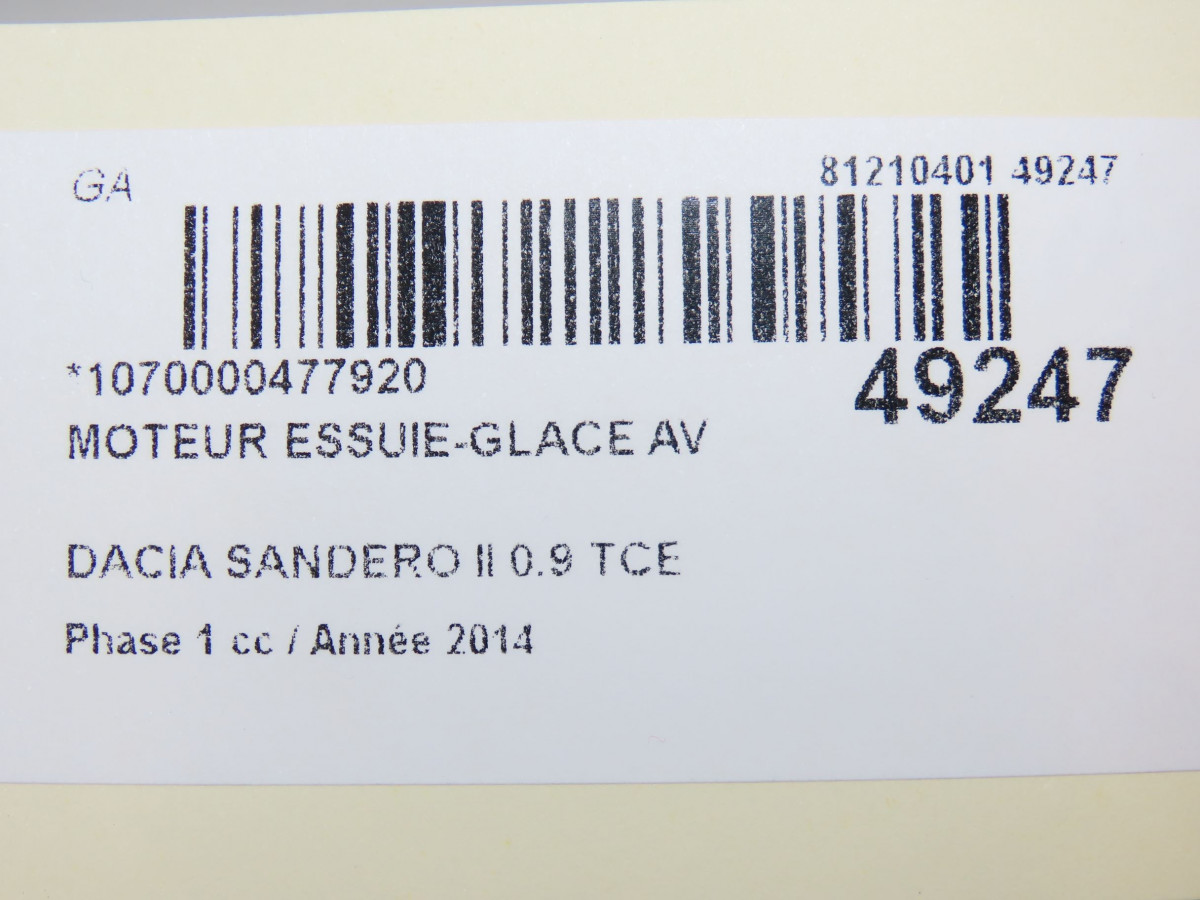 GA
81210401 49247
*1070000477920
49247
MOTEUR ESSUIE-GLACE AV
DACIA SANDERO II 0.9 TCE
Phase 1 cc / Année 2014